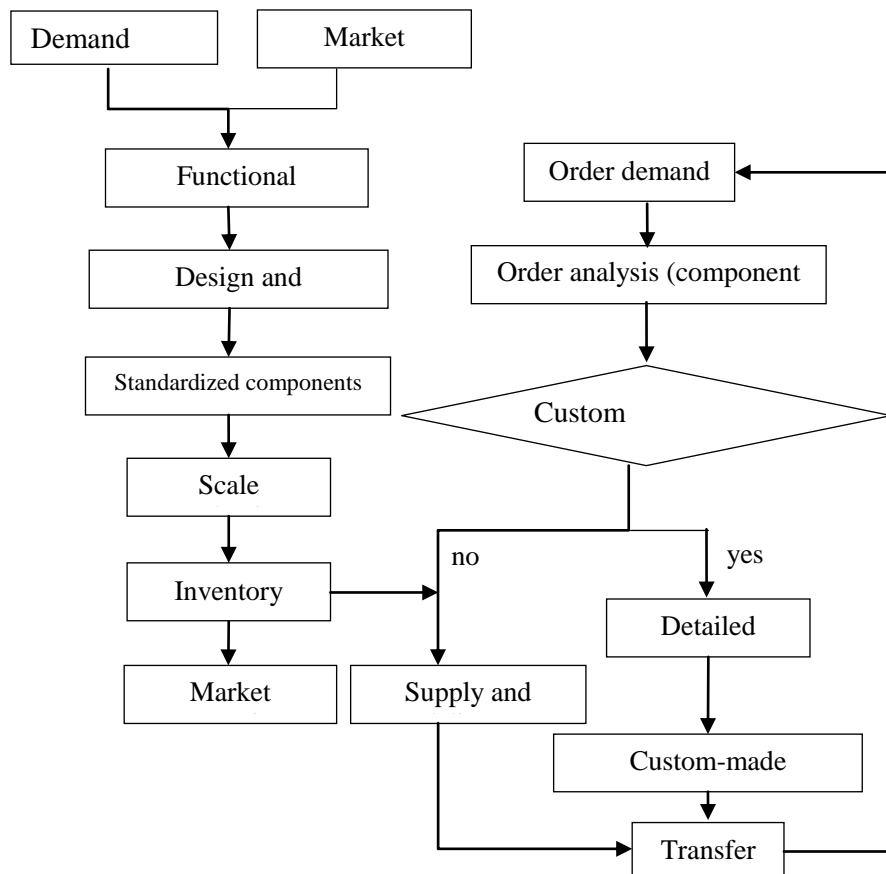 Demand
Market
Functional
Design and
Standardized components
Scale
Inventory
Market
Order demand
Order analysis (component
Custom
no
yes
Supply and
Detailed
Custom-made
Transfer